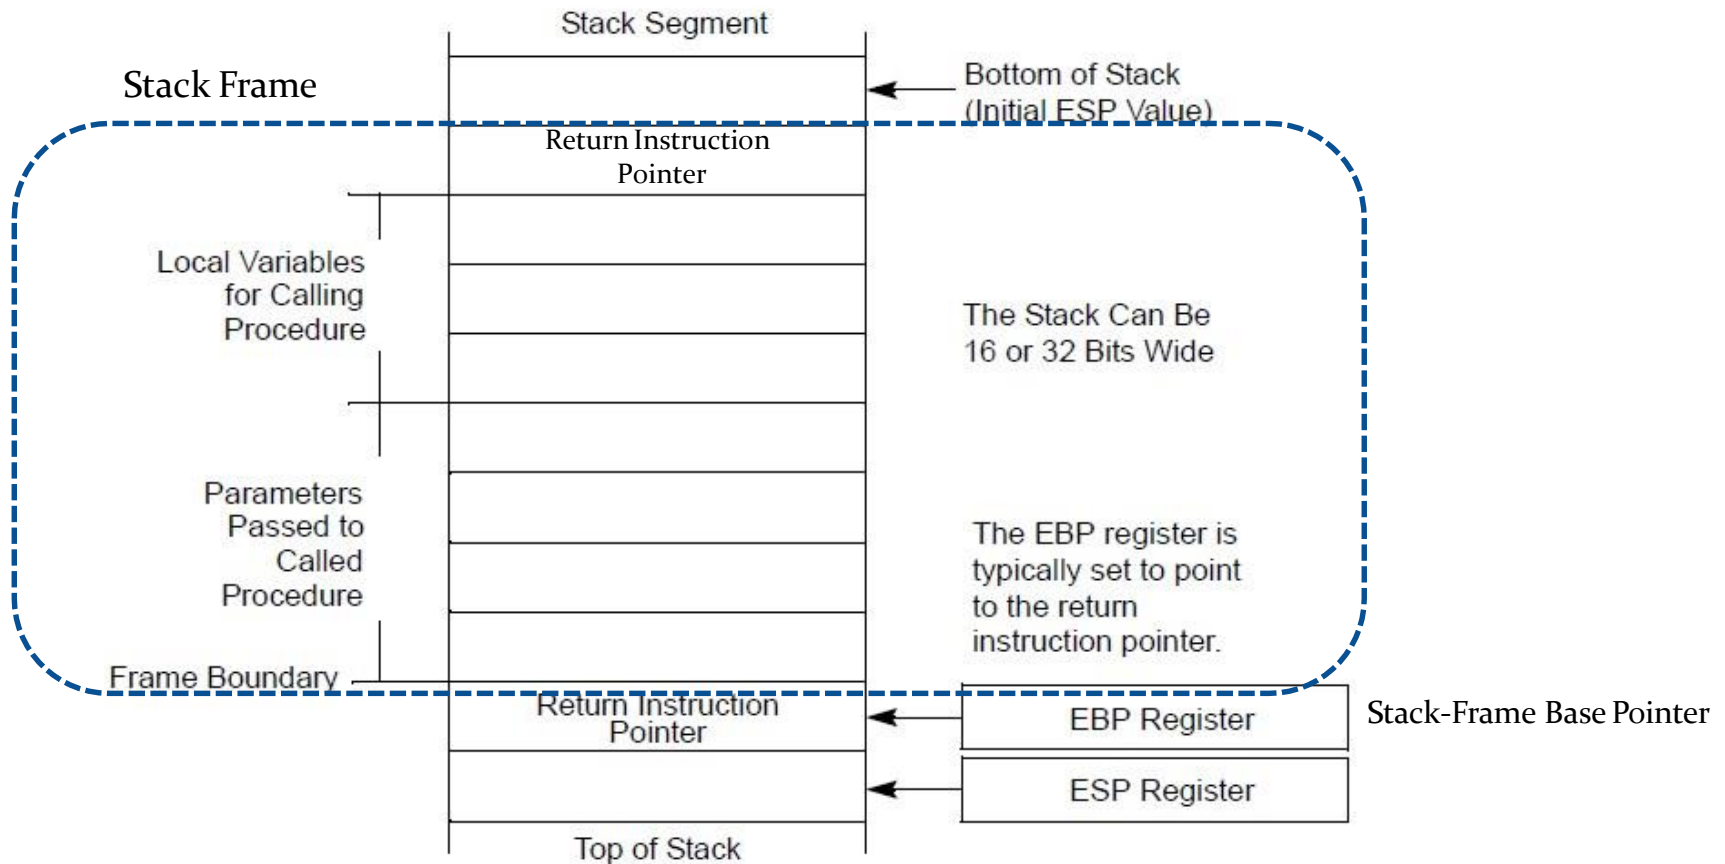 Stack Segment
Stack Frame
Bottom of Stack
(Initial ESP Value)
Return Instruction
Pointer
Local Variables
for Calling
Procedure
The Stack Can Be
16 or 32 Bits Wide
Parameters
Passed to
Called
Procedure
The EBP register is
typically set to point
to the return
instruction pointer.
Frame Boundary
Return Instruction
Pointer
EBP Register
Stack-Frame Base Pointer
ESP Register
Top of Stack